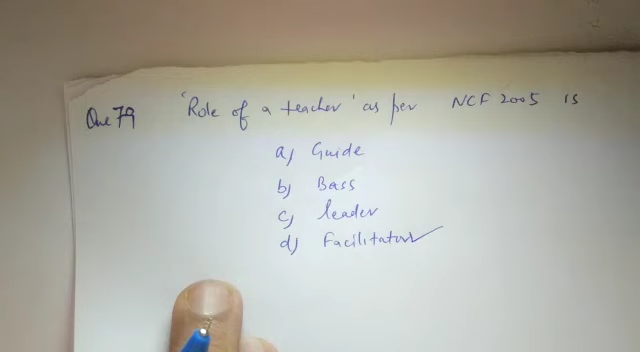 Que 79 'Role of a teacher' as per NCF 2005 is
a) Guide
b) Bass
c) leader
d) Facilitator ✓